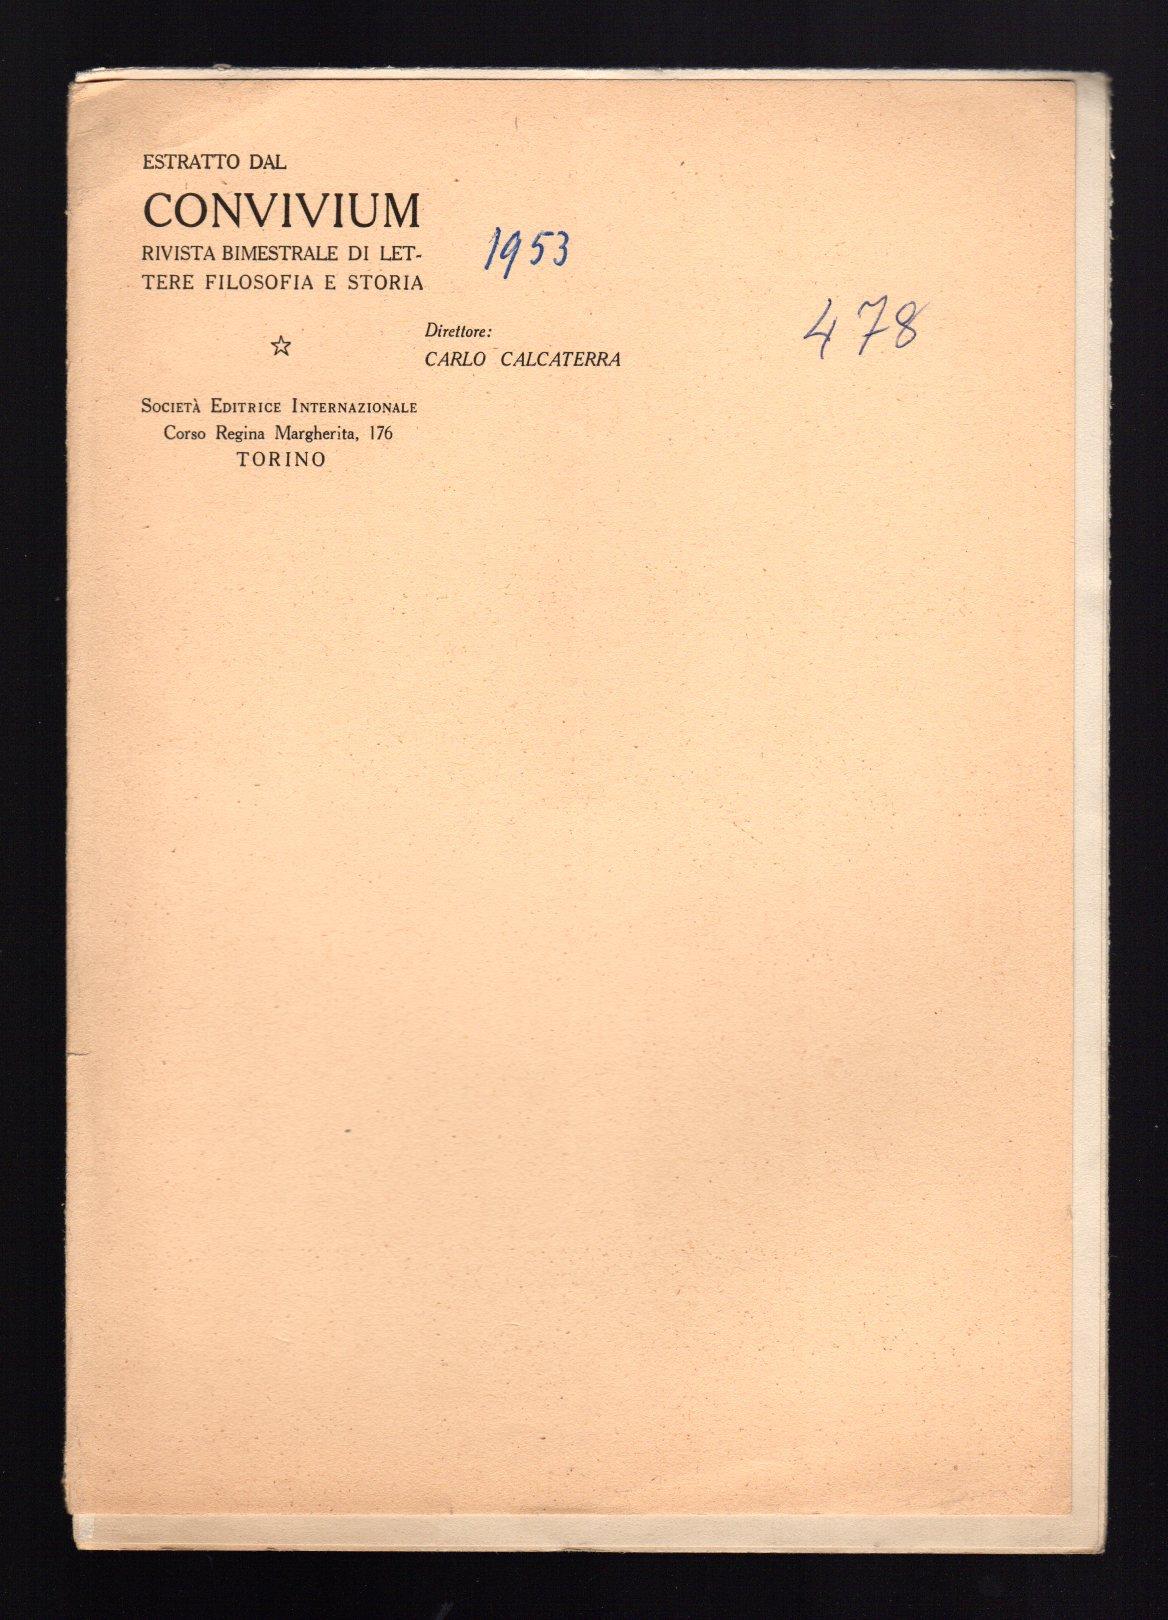 ESTRATTO DAL
CONVIVIUM
RIVISTA BIMESTRALE DI LET-
TERE FILOSOFIA E STORIA
1953
478
Direttore:
CARLO CALCATERRA
Società Editrice Internazionale
Corso Regina Margherita, 176
TORINO